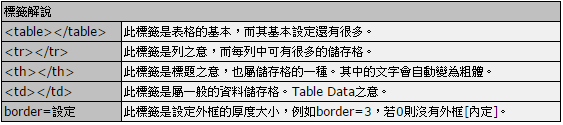 標籤解說
<table></table> 此標籤是表格的基本，而其基本設定還有很多。
<tr></tr> 此標籤是列之意，而每列中可有很多的儲存格。
<th></th> 此標籤是標題之意，也屬儲存格的一種。其中的文字會自動變為粗體。
<td></td> 此標籤是屬一般的資料儲存格。Table Data之意。
border=設定 此標籤是設定外框的厚度大小，例如border=3，若0則沒有外框[內定]。